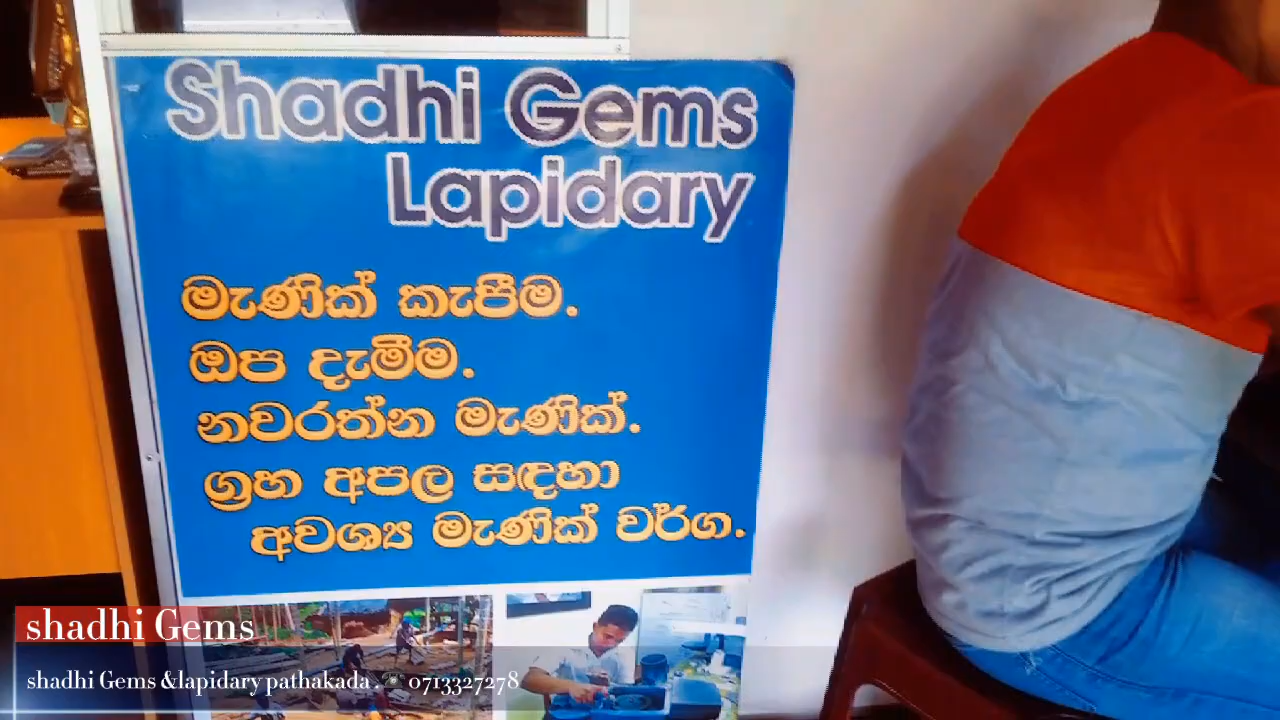 Shadhi Gems
Lapidary
මැණික් කැපීම.
ඔප දැමීම.
නවරත්න මැණික්.
ග්‍රහ අපල සඳහා
අවශ්‍ය මැණික් වර්ග.
shadhi Gems
shadhi Gems &lapidary pathakada .☏ 0713327278